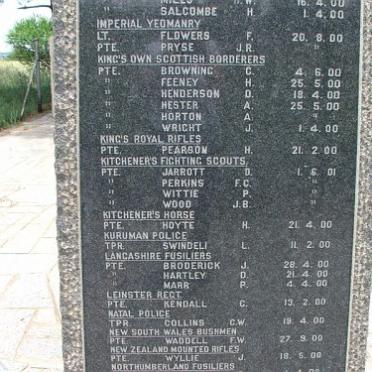 SALCOMBE H. 1. 4. 00
IMPERIAL YEOMANRY
LT. FLOWERS F. 20. 8. 00
PTE. PRYSE J.R. "
KING'S OWN SCOTTISH BORDERERS
PTE. BROWNING C. 4. 6. 00
" FEENEY H. 25. 5. 00
" HENDERSON D. 18. 4. 00
" HESTER A. 25. 5. 00
" HORTON A. "
" WRIGHT J. 1. 4. 00
KING'S ROYAL RIFLES
PTE. PEARSON H. 21. 2. 00
KITCHENER'S FIGHTING SCOUTS
PTE. JARROTT D. 1. 6. 01
" PERKINS F.C. "
" WITTIE P. "
" WOOD J.B. "
KITCHENER'S HORSE
PTE. HOYTE H. 21. 4. 00
KURUMAN POLICE
TPR. SWINDELI L. 11. 2. 00
LANCASHIRE FUSILIERS
PTE. BRODERICK J. 28. 4. 00
" HARTLEY D. 21. 4. 00
" MARR P. 4. 4. 00
LEINSTER REGT.
PTE. KENDALL C. 13. 2. 00
NATAL POLICE
TPR. COLLINS C.W. 19. 4. 00
NEW SOUTH WALES BUSHMEN
PTE. WADDELL F.W. 27. 9. 00
NEW ZEALAND MOUNTED RIFLES
PTE. WYLLIE J. 18. 5. 00
NORTHUMBERLAND FUSILIERS